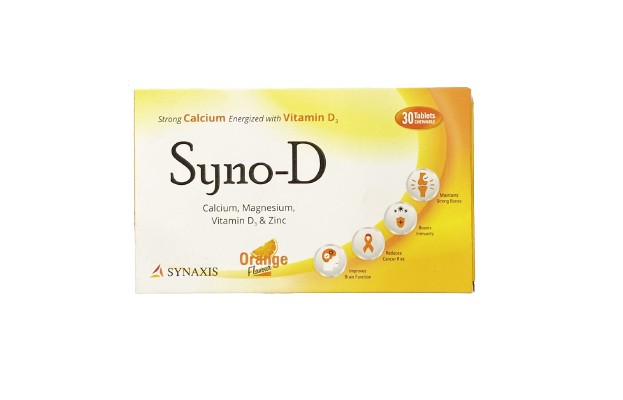 Strong Calcium Energized with Vitamin D3
30 Tablets
CHEWABLE
Syno-D
Calcium, Magnesium,
Vitamin D3 & Zinc
Maintains
Strong Bones
Boosts
Immunity
Reduces
Cancer Risk
Improves
Brain Function
Orange
Flavour
SYNAXIS